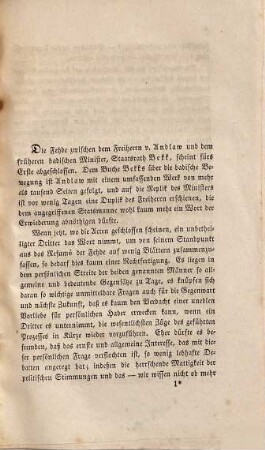 Die Fehde zwischen dem Freiherrn v. Andlaw und dem
früheren badischen Minister, Staatsrath Bekk, scheint fürs
Erste abgeschlossen. Dem Buche Bekks über die badische Be-
wegung ist Andlaw mit einem umfassenden Werk von mehr
als tausend Seiten gefolgt, und auf die Replik des Ministers
ist vor wenig Tagen eine Duplik des Freiherrn erschienen, die
dem angegriffenen Staatsmanne wohl kaum mehr ein Wort der
Erwiederung abnöthigen dürfte.
Wenn jetzt, wo die Acten geschlossen scheinen, ein unbe-
theiligter Dritter das Wort nimmt, um von seinem Standpunkt
aus das Resumé der Fehde auf wenig Blättern zusammenzu-
fassen, so bedarf dies kaum einer Rechtfertigung. Es liegen in
dem persönlichen Streite der beiden genannten Männer so all-
gemeine und bedeutende Gegensätze zu Tag, es knüpfen sich
daran so wichtige unmittelbare Fragen auch für die Gegenwart
und nächste Zukunft, daß es kaum den Verdacht einer unedlen
Vorliebe für persönlichen Hader erwecken kann, wenn ein
Dritter es unternimmt, die wesentlichsten Züge des geführten
Prozesses in Kürze wieder vorzuführen. Eher dürfte es be-
fremden, daß das ernste und allgemeine Interesse, das mit die-
ser persönlichen Frage verflochten ist, so wenig lebhafte De-
batten angeregt hat; indessen die herrschende Mattigkeit der
politischen Stimmungen und das — wir wissen nicht ob mehr
1*